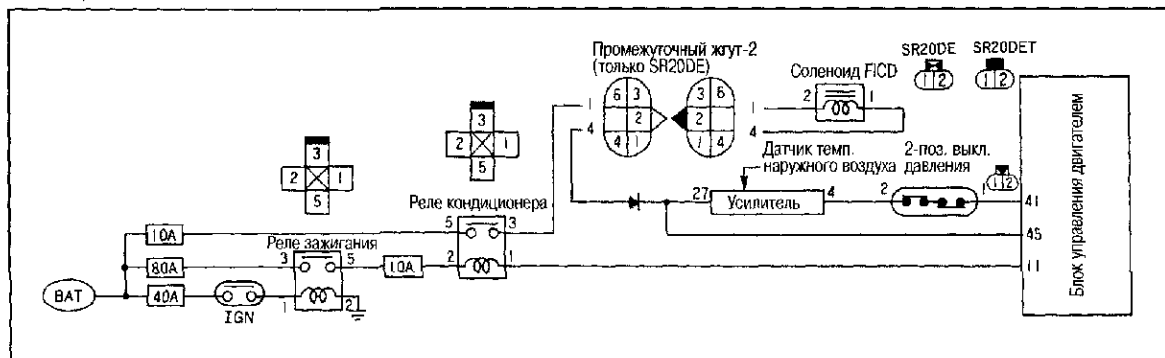 Промежуточный жгут-2
(только SR20DE)
SR20DE
SR20DET
Соленоид FICD
1 2
1 2
6 3
2
4 1
3 6
2
1 4
1
4
1
4
2
1
3
2 1
5
3
2 1
5
Датчик темп.
наружного воздуха
2-поз. выкл.
давления
1 2
27
Усилитель
4
2
1
41
45
11
Блок управления двигателем
Реле кондиционера
5
3
2
1
10A
Реле зажигания
3
5
10A
80A
BAT
40A
IGN
1
2